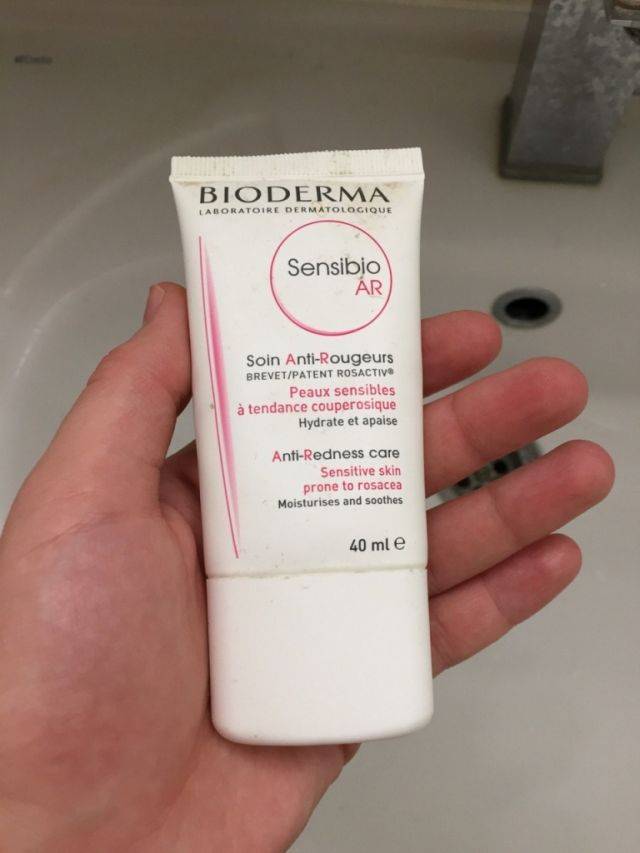 BIODERMA
LABORATOIRE DERMATOLOGIQUE
Sensibio
AR
Soin Anti-Rougeurs
BREVET/PATENT ROSACTIV®
Peaux sensibles
à tendance couperosique
Hydrate et apaise
Anti-Redness care
Sensitive skin
prone to rosacea
Moisturises and soothes
40 ml e